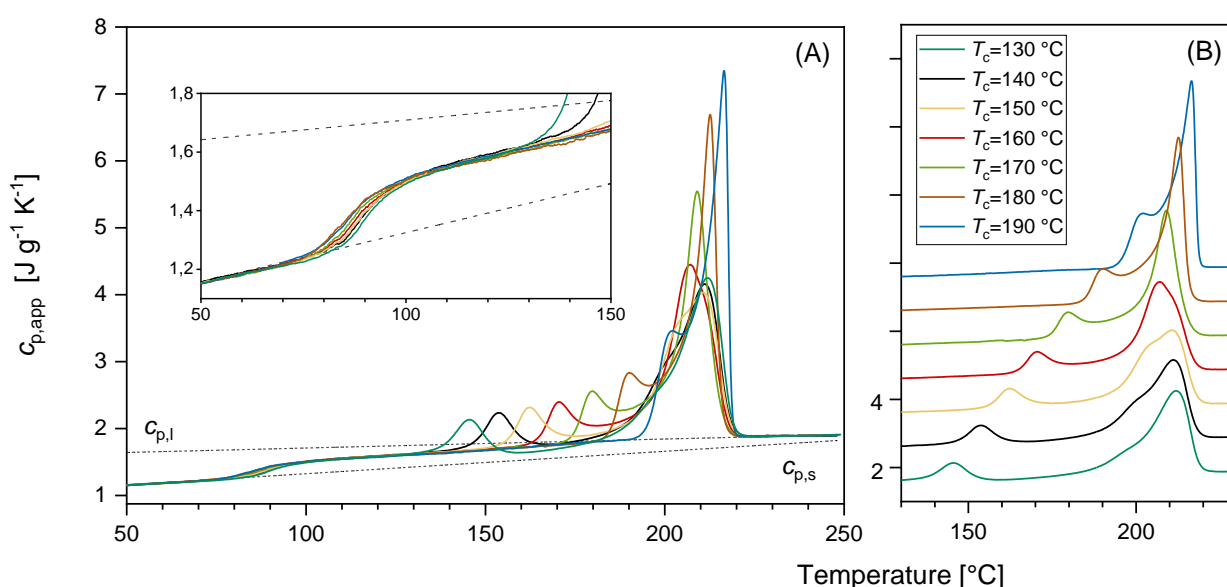 8
7
6
5
4
3
2
1
c_p,app [J g⁻¹ K⁻¹]
(A)
1,8
1,6
1,4
1,2
50 100 150
c_p,l
c_p,s
50 100 150 200 250
(B)
T_c=130 °C
T_c=140 °C
T_c=150 °C
T_c=160 °C
T_c=170 °C
T_c=180 °C
T_c=190 °C
4
2
150 200
Temperature [°C]